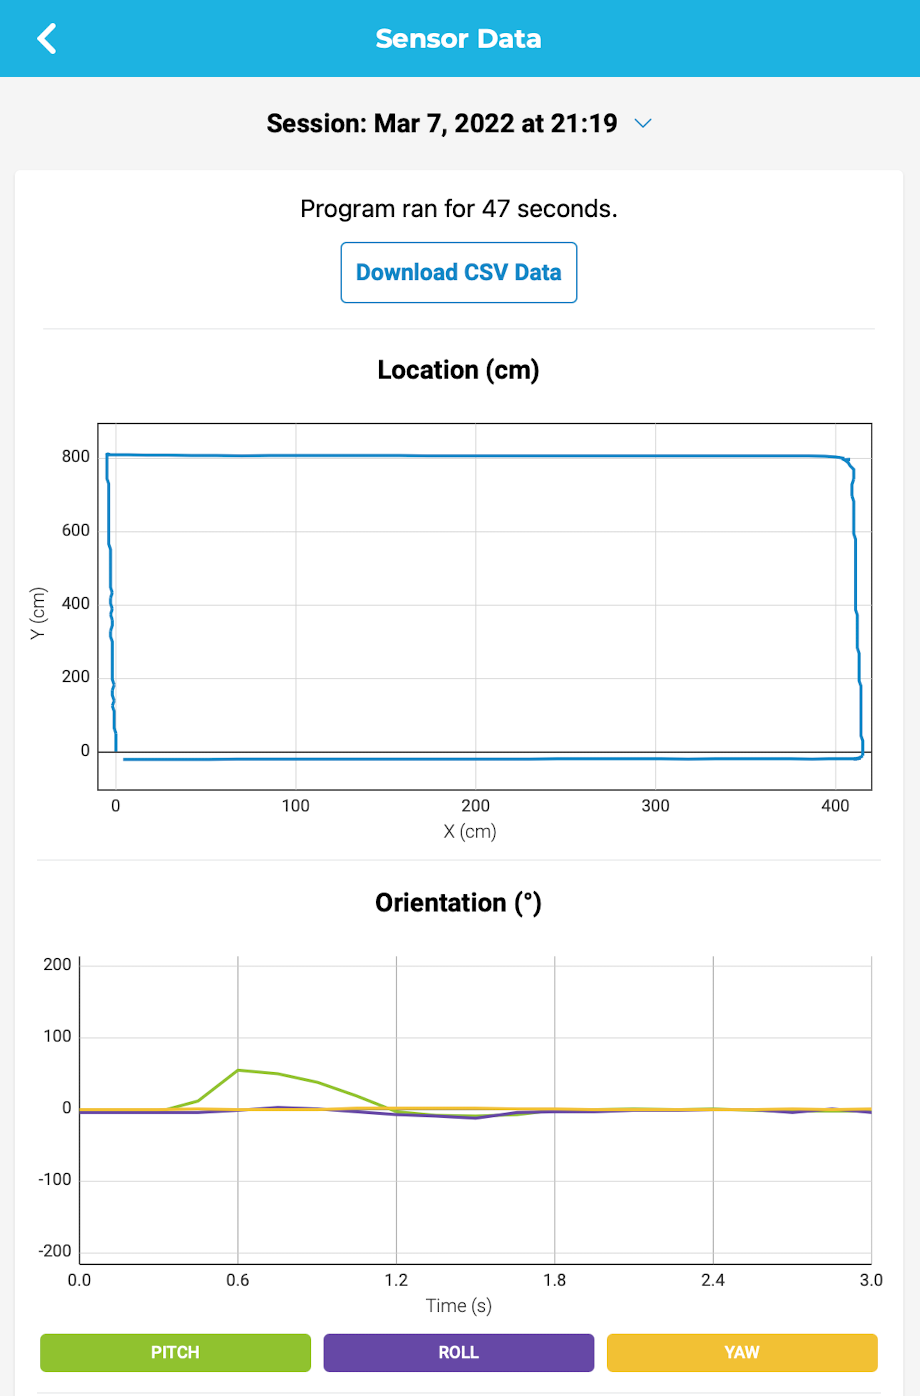 Sensor Data
Session: Mar 7, 2022 at 21:19
Program ran for 47 seconds.
Download CSV Data
Location (cm)
800
600
400
200
0
Y (cm)
0 100 200 300 400
X (cm)
Orientation (°)
200
100
0
-100
-200
0.0 0.6 1.2 1.8 2.4 3.0
Time (s)
PITCH ROLL YAW